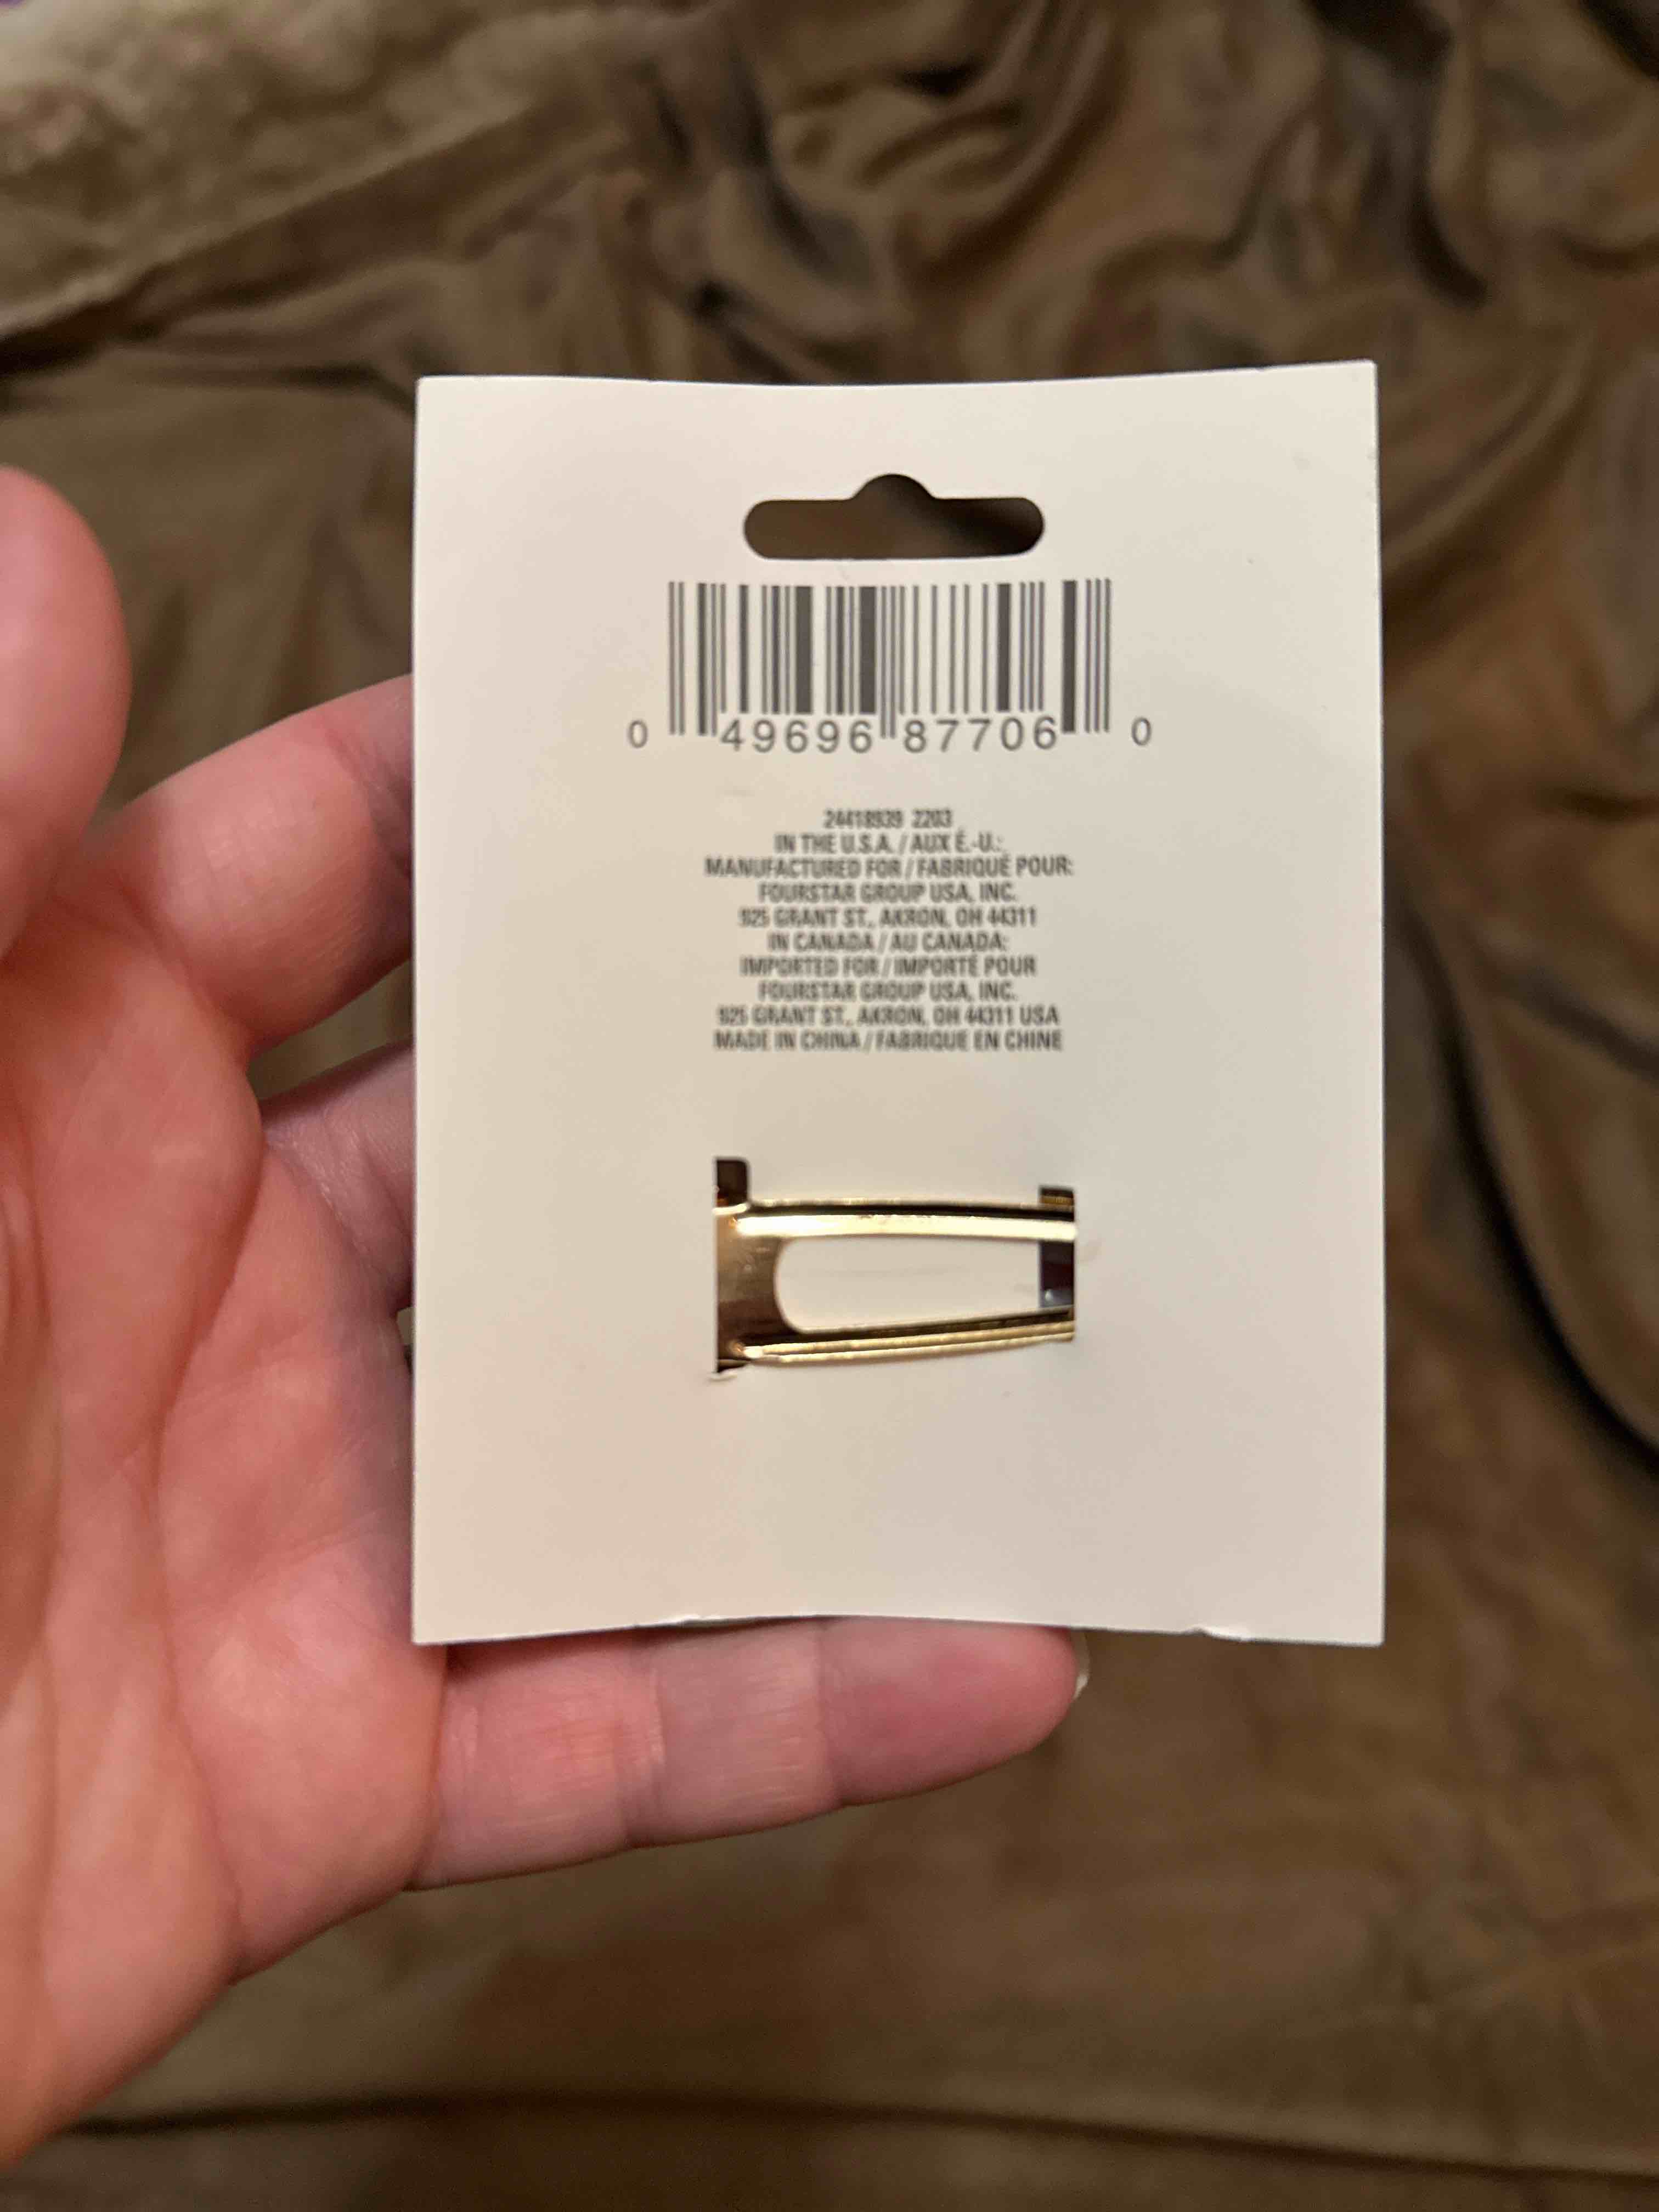 0 49696 87706 0
24418939 2203
IN THE U.S.A. / AUX É.-U.:
MANUFACTURED FOR / FABRIQUÉ POUR:
FOURSTAR GROUP USA, INC.
925 GRANT ST., AKRON, OH 44311
IN CANADA / AU CANADA:
IMPORTED FOR / IMPORTÉ POUR
FOURSTAR GROUP USA, INC.
925 GRANT ST., AKRON, OH 44311 USA
MADE IN CHINA / FABRIQUE EN CHINE